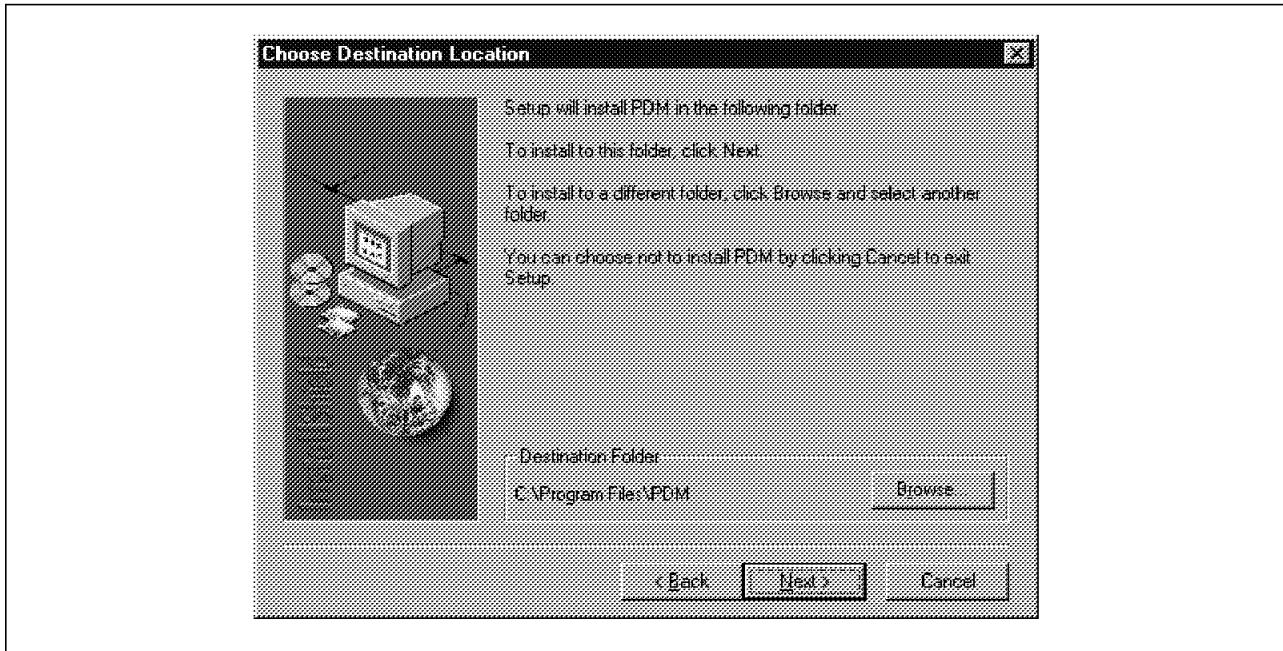 Choose Destination Location
Setup will install PDM in the following folder.
To install to this folder, click Next.
To install to a different folder, click Browse and select another
folder.
You can choose not to install PDM by clicking Cancel to exit
Setup.
Destination Folder
C:\Program Files\PDM
Browse...
< Back
Next >
Cancel